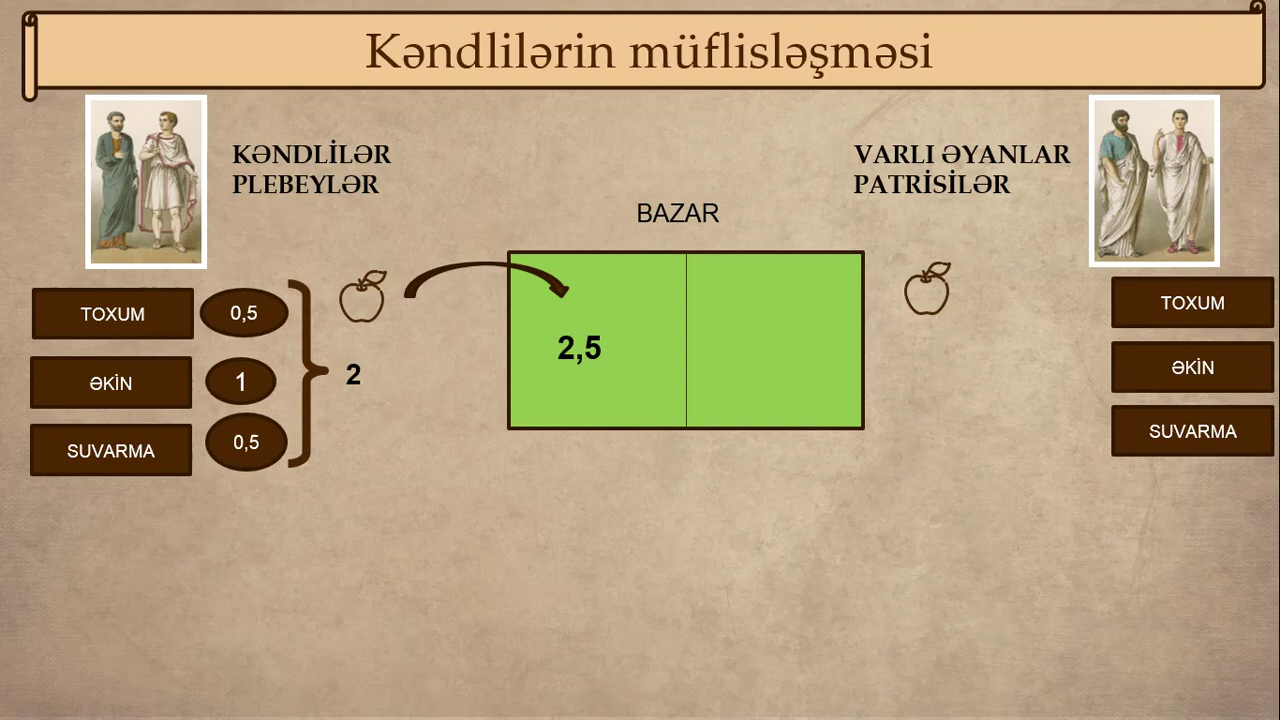 Kəndlilərin müflisləşməsi
KƏNDLİLƏR
PLEBEYLƏR
VARLI ƏYANLAR
PATRİSİLƏR
BAZAR
TOXUM
0,5
ƏKİN
1
SUVARMA
0,5
2
2,5
TOXUM
ƏKİN
SUVARMA